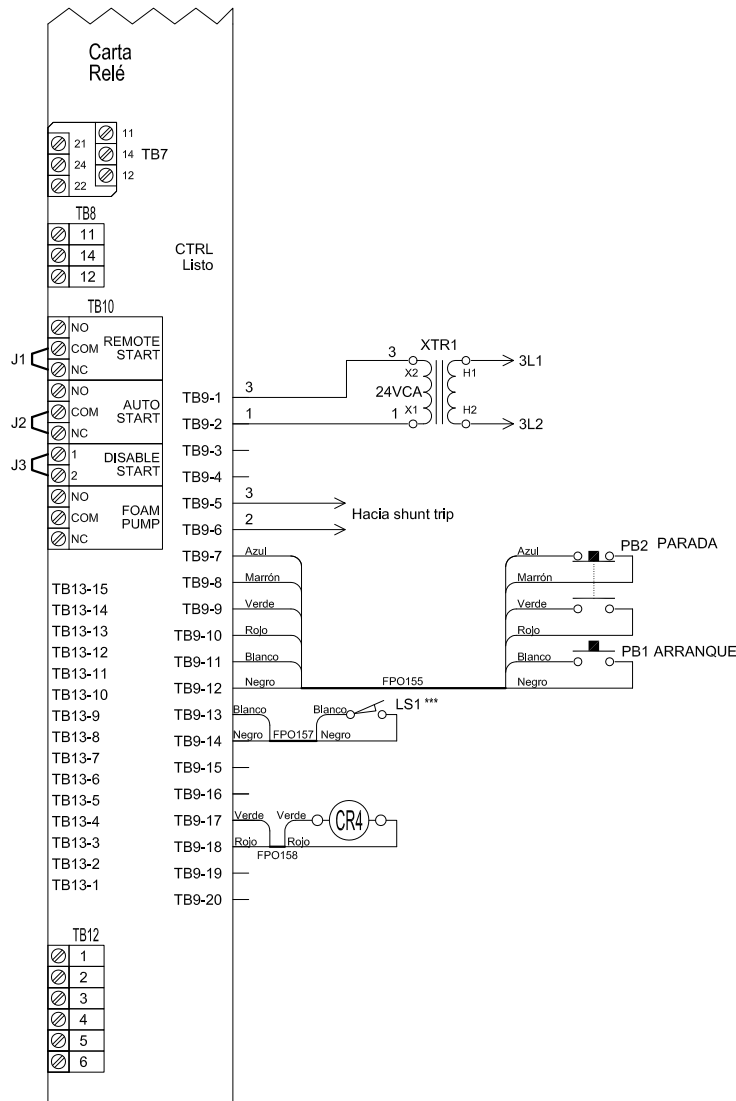 Carta
Relé
21
24
22
11
14
12
TB7
TB8
11
14
12
CTRL
Listo
TB10
NO
COM
NC
REMOTE
START
J1
NO
COM
NC
AUTO
START
J2
1
2
DISABLE
START
J3
NO
COM
NC
FOAM
PUMP
TB9-1
3
3
XTR1
X2
H1
3L1
24VCA
TB9-2
1
1
X1
H2
3L2
TB9-3
TB9-4
TB9-5
3
Hacia shunt trip
TB9-6
2
TB9-7
Azul
Azul
PB2 PARADA
TB9-8
Marrón
Marrón
TB9-9
Verde
Verde
TB9-10
Rojo
Rojo
TB9-11
Blanco
Blanco
PB1 ARRANQUE
TB9-12
Negro
FPO155
Negro
TB9-13
Blanco
Blanco
LS1 ***
TB9-14
Negro
FPO157
Negro
TB9-15
TB9-16
TB9-17
Verde
Verde
CR4
TB9-18
Rojo
Rojo
FPO158
TB9-19
TB9-20
TB13-15
TB13-14
TB13-13
TB13-12
TB13-11
TB13-10
TB13-9
TB13-8
TB13-7
TB13-6
TB13-5
TB13-4
TB13-3
TB13-2
TB13-1
TB12
1
2
3
4
5
6